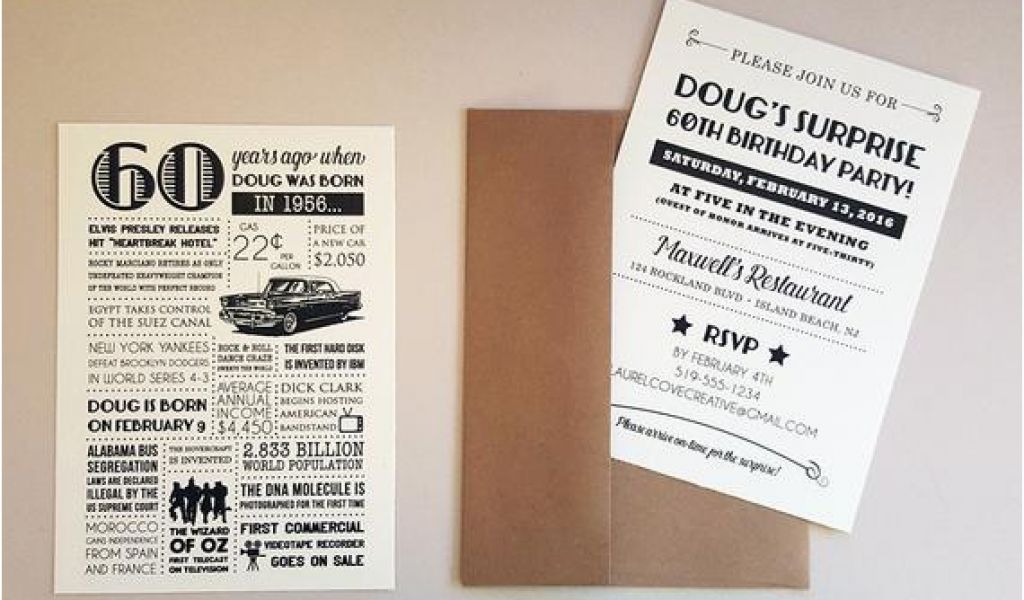 60
years ago when
DOUG WAS BORN
IN 1956...
ELVIS PRESLEY RELEASES
HIT "HEARTBREAK HOTEL"
ROCKY MARCIANO RETIRES AS ONLY
UNDEFEATED HEAVYWEIGHT CHAMPION
OF THE WORLD WITH PERFECT RECORD
GAS
22¢
PER
GALLON
PRICE OF
A NEW CAR
$2,050
EGYPT TAKES CONTROL
OF THE SUEZ CANAL
NEW YORK YANKEES
DEFEAT BROOKLYN DODGERS
IN WORLD SERIES 4-3
ROCK & ROLL
DANCE CRAZE
SWEEPS THE WORLD
THE FIRST HARD DISK
IS INVENTED BY IBM
DOUG IS BORN
ON FEBRUARY 9
AVERAGE
ANNUAL
INCOME
$4,450
DICK CLARK
BEGINS HOSTING
AMERICAN
BANDSTAND
ALABAMA BUS
SEGREGATION
LAWS ARE DECLARED
ILLEGAL BY THE
US SUPREME COURT
THE HOVERCRAFT
IS INVENTED
2.833 BILLION
WORLD POPULATION
THE DNA MOLECULE IS
PHOTOGRAPHED FOR THE FIRST TIME
MOROCCO
GAINS INDEPENDENCE
FROM SPAIN
AND FRANCE
THE WIZARD
OF OZ
FIRST TELECAST
ON TELEVISION
FIRST COMMERCIAL
VIDEOTAPE RECORDER
GOES ON SALE
PLEASE JOIN US FOR
DOUG'S SURPRISE
60TH BIRTHDAY PARTY!
SATURDAY, FEBRUARY 13, 2016
AT FIVE IN THE EVENING
(GUEST OF HONOR ARRIVES AT FIVE-THIRTY)
Maxwell's Restaurant
124 ROCKLAND BLVD • ISLAND BEACH, NJ
RSVP
BY FEBRUARY 4TH
519-555-1234
LAURELCOVECREATIVE@GMAIL.COM
Please arrive on-time for the surprise!